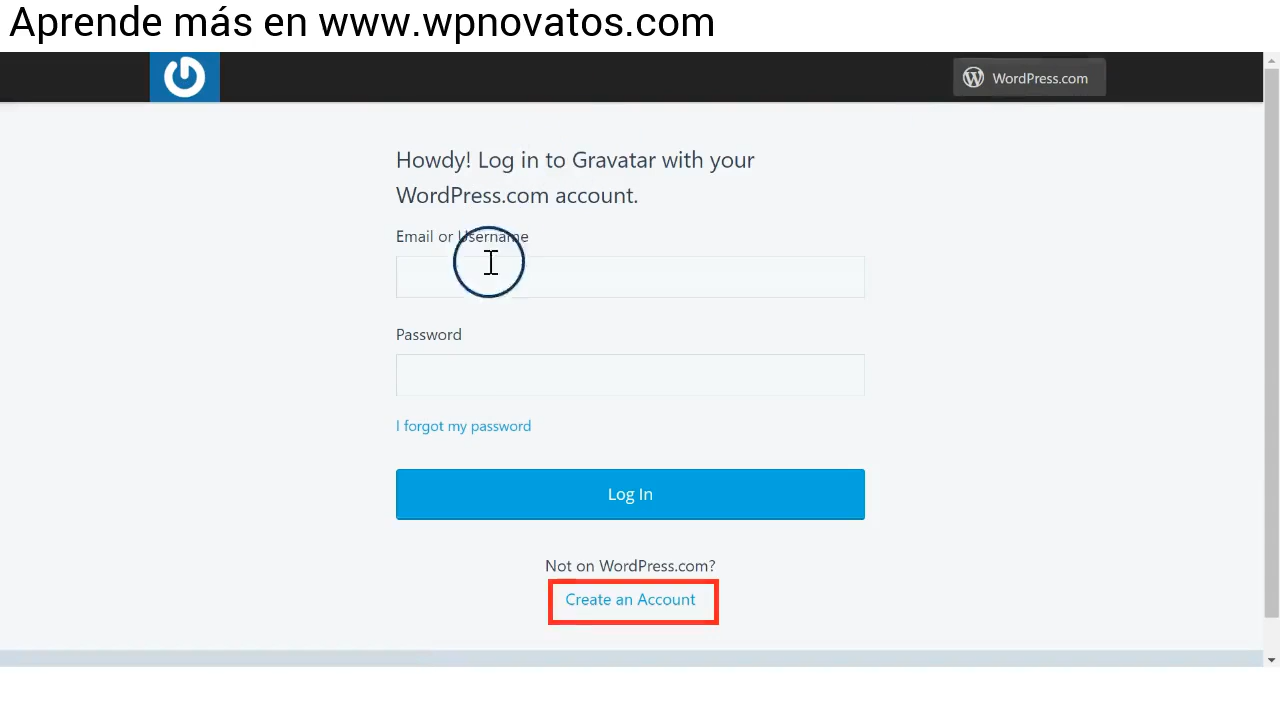 Aprende más en www.wpnovatos.com
WordPress.com
Howdy! Log in to Gravatar with your
WordPress.com account.
Email or Username
Password
I forgot my password
Log In
Not on WordPress.com?
Create an Account